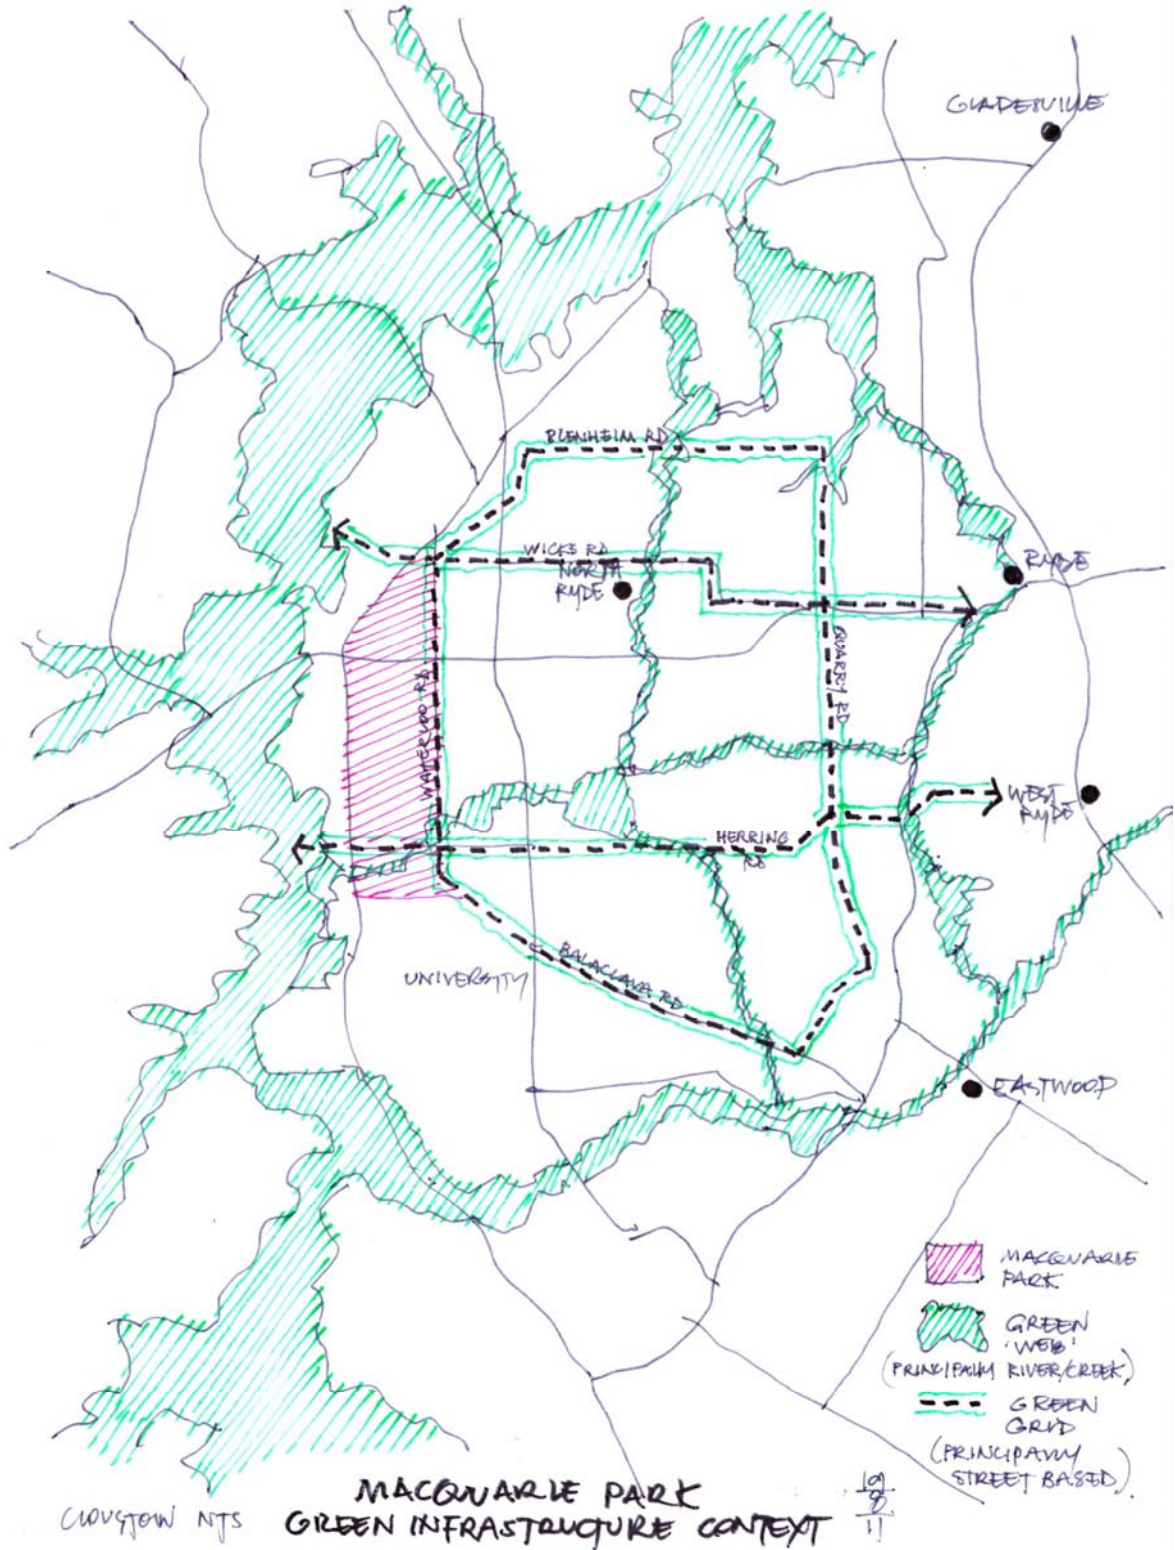 GLADESVILLE
BLENHEIM RD
WICKS RD
NORTH
RYDE
RYDE
WATERLOO RD
QUARRY RD
WEST
RYDE
HERRING
RD
BALACLAVA RD
UNIVERSITY
EASTWOOD
MACQUARIE
PARK
GREEN
'WEB'
(PRINCIPALLY RIVER/CREEK)
GREEN
GRID
(PRINCIPALLY
STREET BASED)
MACQUARIE PARK
GREEN INFRASTRUCTURE CONTEXT
19
8
11
CLOUSTON NTS